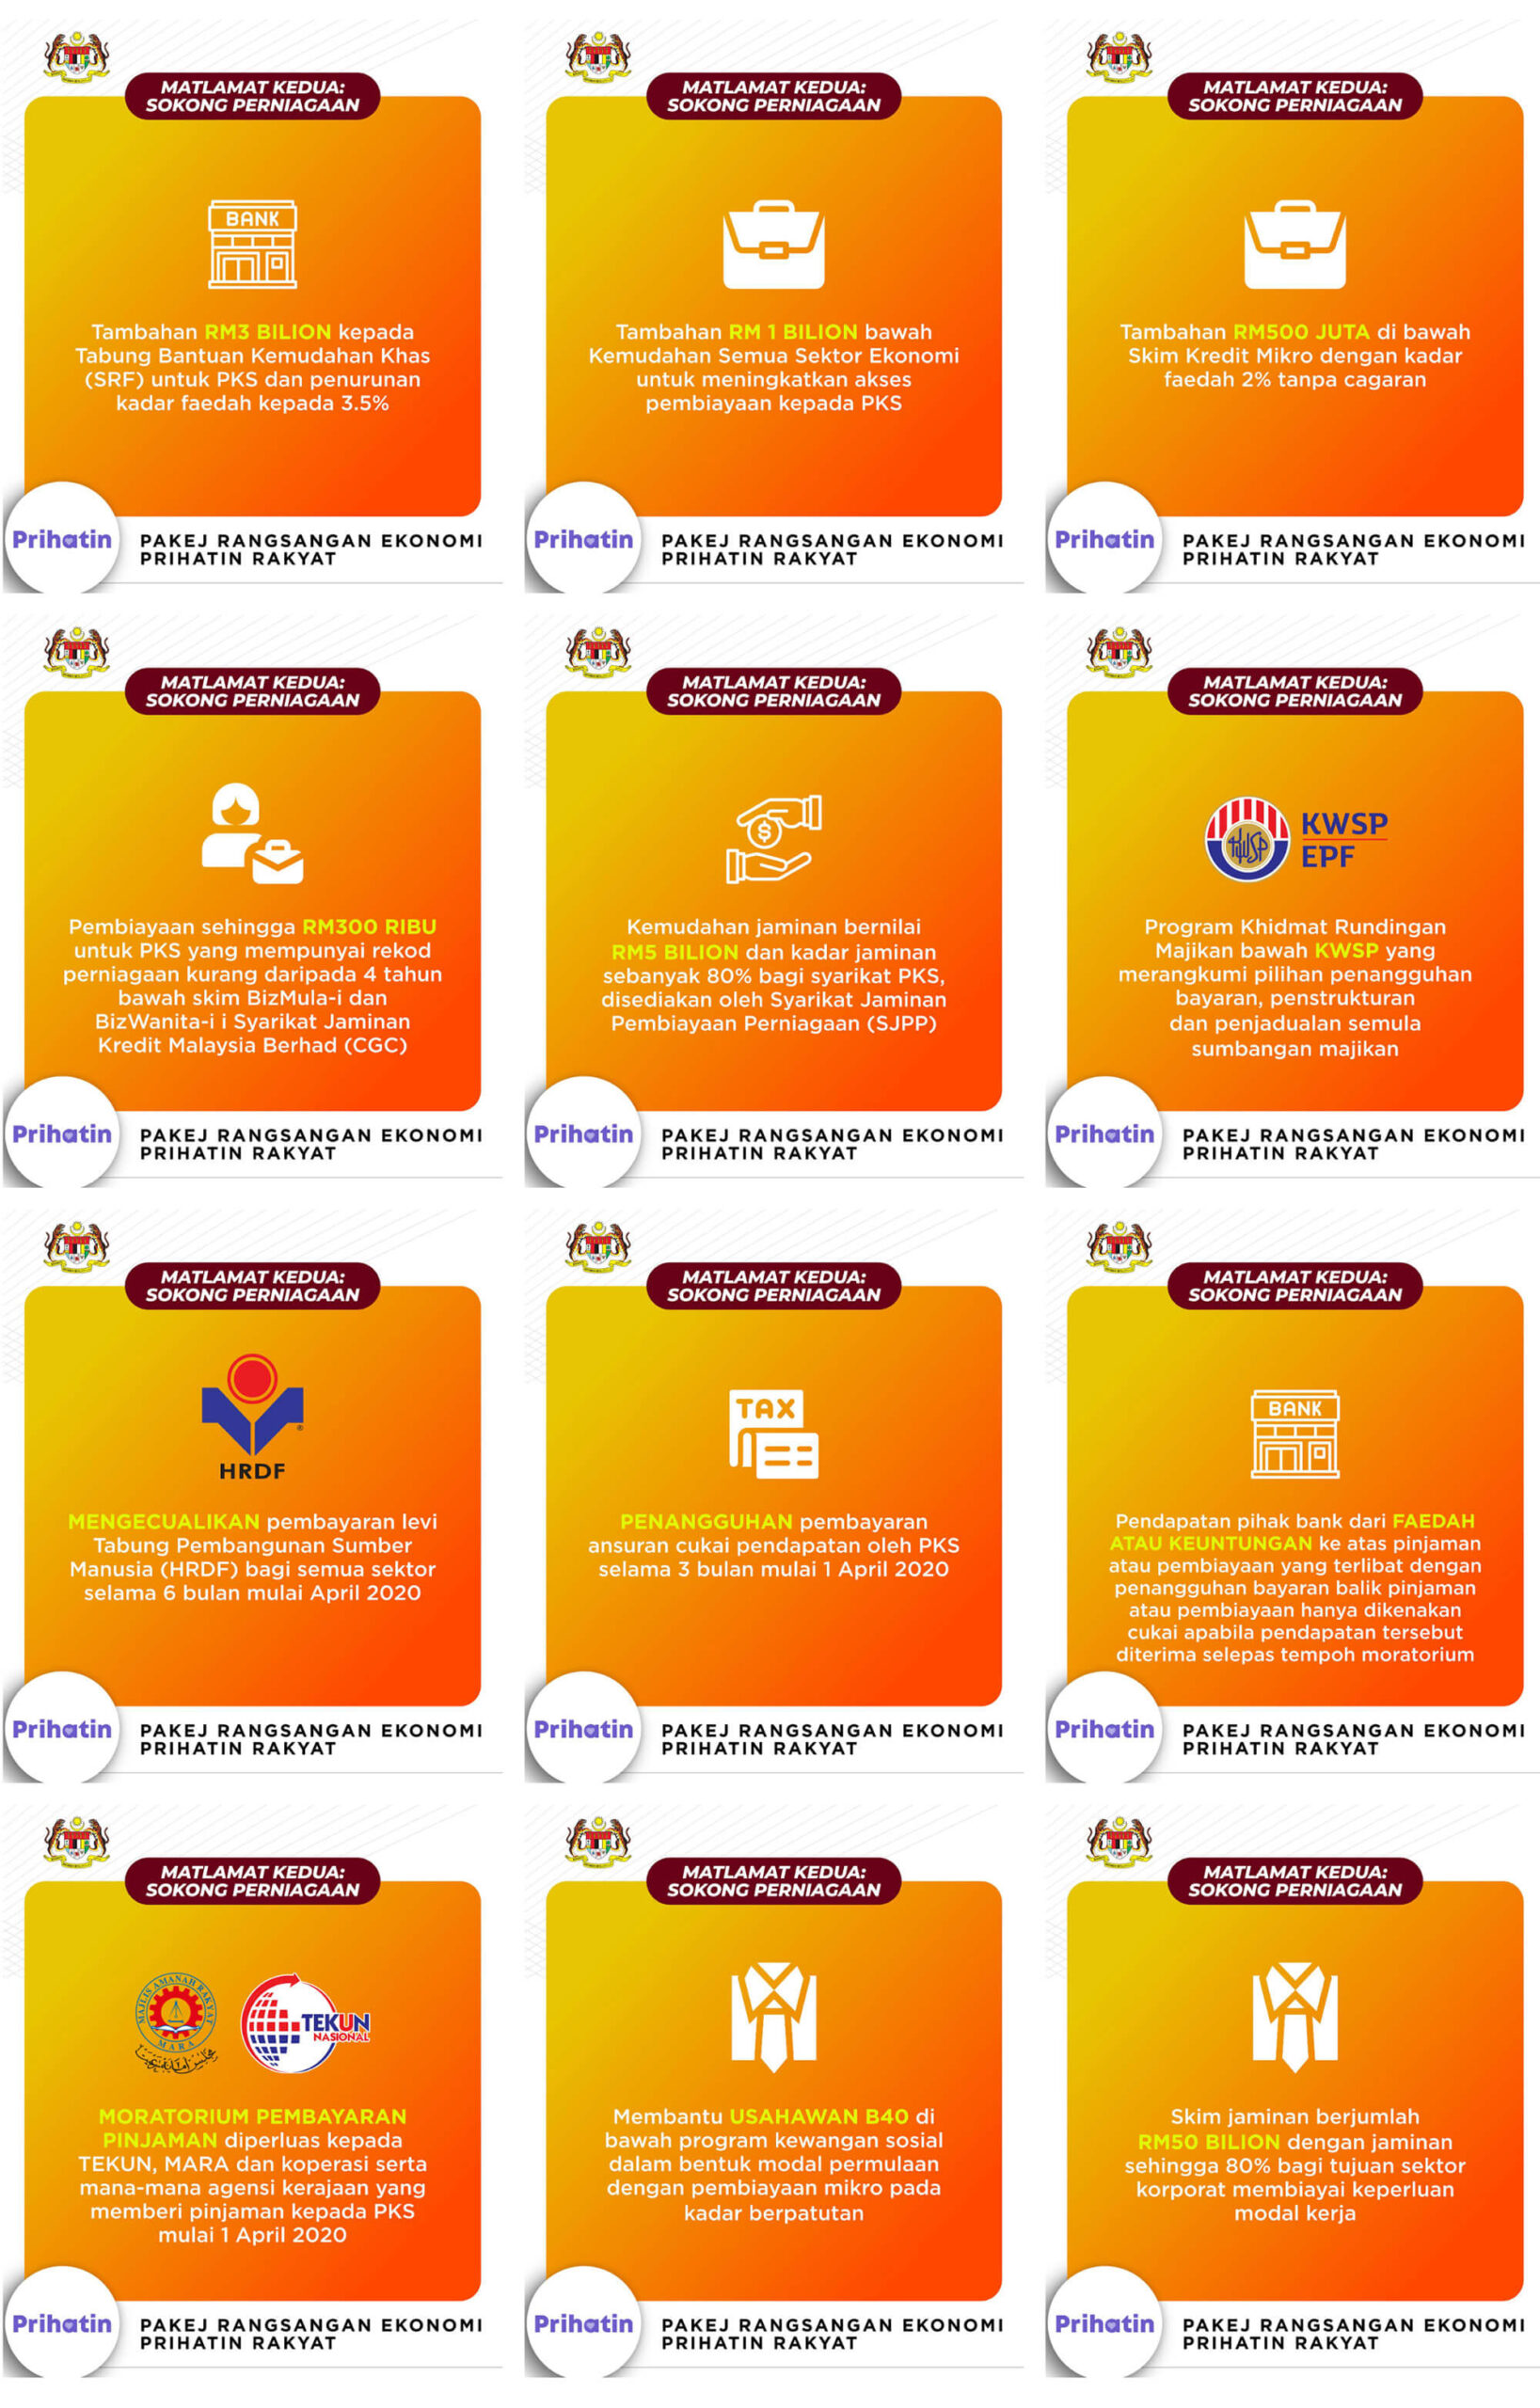 MATLAMAT KEDUA:
SOKONG PERNIAGAAN
BANK
Tambahan RM3 BILION kepada
Tabung Bantuan Kemudahan Khas
(SRF) untuk PKS dan penurunan
kadar faedah kepada 3.5%
Prihatin
PAKEJ RANGSANGAN EKONOMI
PRIHATIN RAKYAT
MATLAMAT KEDUA:
SOKONG PERNIAGAAN
Tambahan RM 1 BILION bawah
Kemudahan Semua Sektor Ekonomi
untuk meningkatkan akses
pembiayaan kepada PKS
Prihatin
PAKEJ RANGSANGAN EKONOMI
PRIHATIN RAKYAT
MATLAMAT KEDUA:
SOKONG PERNIAGAAN
Tambahan RM500 JUTA di bawah
Skim Kredit Mikro dengan kadar
faedah 2% tanpa cagaran
Prihatin
PAKEJ RANGSANGAN EKONOMI
PRIHATIN RAKYAT
MATLAMAT KEDUA:
SOKONG PERNIAGAAN
Pembiayaan sehingga RM300 RIBU
untuk PKS yang mempunyai rekod
perniagaan kurang daripada 4 tahun
bawah skim BizMula-i dan
BizWanita-i i Syarikat Jaminan
Kredit Malaysia Berhad (CGC)
Prihatin
PAKEJ RANGSANGAN EKONOMI
PRIHATIN RAKYAT
MATLAMAT KEDUA:
SOKONG PERNIAGAAN
$
Kemudahan jaminan bernilai
RM5 BILION dan kadar jaminan
sebanyak 80% bagi syarikat PKS,
disediakan oleh Syarikat Jaminan
Pembiayaan Perniagaan (SJPP)
Prihatin
PAKEJ RANGSANGAN EKONOMI
PRIHATIN RAKYAT
MATLAMAT KEDUA:
SOKONG PERNIAGAAN
KWSP
KWSP
EPF
Program Khidmat Rundingan
Majikan bawah KWSP yang
merangkumi pilihan penangguhan
bayaran, penstrukturan
dan penjadualan semula
sumbangan majikan
Prihatin
PAKEJ RANGSANGAN EKONOMI
PRIHATIN RAKYAT
MATLAMAT KEDUA:
SOKONG PERNIAGAAN
®
HRDF
MENGECUALIKAN pembayaran levi
Tabung Pembangunan Sumber
Manusia (HRDF) bagi semua sektor
selama 6 bulan mulai April 2020
Prihatin
PAKEJ RANGSANGAN EKONOMI
PRIHATIN RAKYAT
MATLAMAT KEDUA:
SOKONG PERNIAGAAN
TAX
PENANGGUHAN pembayaran
ansuran cukai pendapatan oleh PKS
selama 3 bulan mulai 1 April 2020
Prihatin
PAKEJ RANGSANGAN EKONOMI
PRIHATIN RAKYAT
MATLAMAT KEDUA:
SOKONG PERNIAGAAN
BANK
Pendapatan pihak bank dari FAEDAH
ATAU KEUNTUNGAN ke atas pinjaman
atau pembiayaan yang terlibat dengan
penangguhan bayaran balik pinjaman
atau pembiayaan hanya dikenakan
cukai apabila pendapatan tersebut
diterima selepas tempoh moratorium
Prihatin
PAKEJ RANGSANGAN EKONOMI
PRIHATIN RAKYAT
MATLAMAT KEDUA:
SOKONG PERNIAGAAN
MAJLIS AMANAH RAKYAT
MARA
TEKUN
NASIONAL
MORATORIUM PEMBAYARAN
PINJAMAN diperluas kepada
TEKUN, MARA dan koperasi serta
mana-mana agensi kerajaan yang
memberi pinjaman kepada PKS
mulai 1 April 2020
Prihatin
PAKEJ RANGSANGAN EKONOMI
PRIHATIN RAKYAT
MATLAMAT KEDUA:
SOKONG PERNIAGAAN
Membantu USAHAWAN B40 di
bawah program kewangan sosial
dalam bentuk modal permulaan
dengan pembiayaan mikro pada
kadar berpatutan
Prihatin
PAKEJ RANGSANGAN EKONOMI
PRIHATIN RAKYAT
MATLAMAT KEDUA:
SOKONG PERNIAGAAN
Skim jaminan berjumlah
RM50 BILION dengan jaminan
sehingga 80% bagi tujuan sektor
korporat membiayai keperluan
modal kerja
Prihatin
PAKEJ RANGSANGAN EKONOMI
PRIHATIN RAKYAT